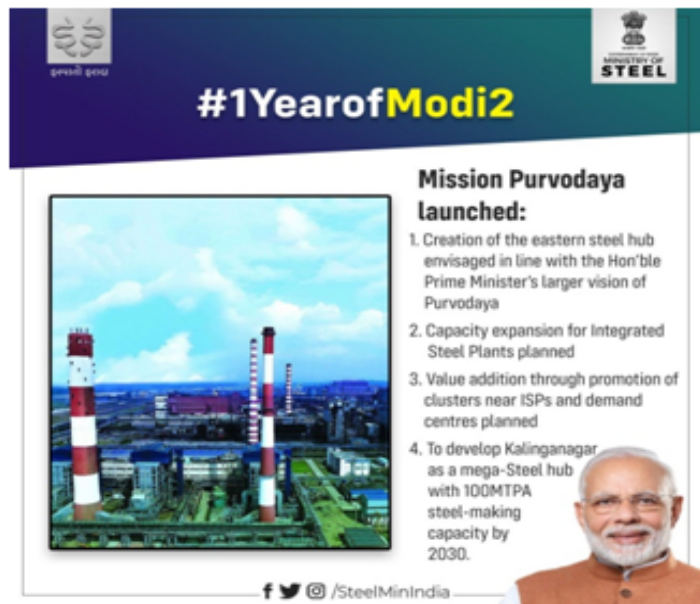 ઇસ્પાતી ઇરાદા
MINISTRY OF
STEEL
#1YearofModi2
Mission Purvodaya
launched:
1. Creation of the eastern steel hub
envisaged in line with the Hon'ble
Prime Minister's larger vision of
Purvodaya
2. Capacity expansion for Integrated
Steel Plants planned
3. Value addition through promotion of
clusters near ISPs and demand
centres planned
4. To develop Kalinganagar
as a mega-Steel hub
with 100MTPA
steel-making
capacity by
2030.
/SteelMinIndia